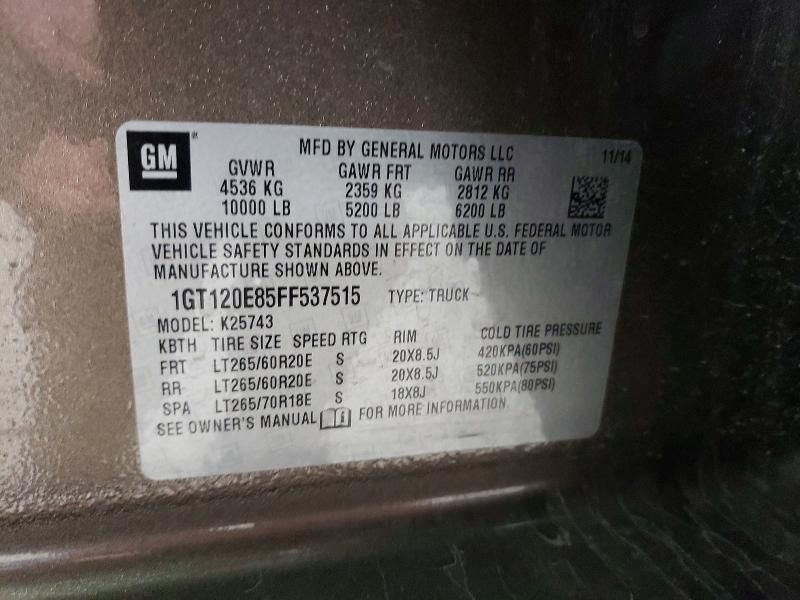 GM
MFD BY GENERAL MOTORS LLC 11/14
GVWR GAWR FRT GAWR RR
4536 KG 2359 KG 2812 KG
10000 LB 5200 LB 6200 LB
THIS VEHICLE CONFORMS TO ALL APPLICABLE U.S. FEDERAL MOTOR
VEHICLE SAFETY STANDARDS IN EFFECT ON THE DATE OF
MANUFACTURE SHOWN ABOVE.
1GT120E85FF537515 TYPE: TRUCK
MODEL: K25743
KBTH TIRE SIZE SPEED RTG RIM COLD TIRE PRESSURE
FRT LT265/60R20E S 20X8.5J 420KPA(60PSI)
RR LT265/60R20E S 20X8.5J 520KPA(75PSI)
SPA LT265/70R18E S 18X8J 550KPA(80PSI)
SEE OWNER'S MANUAL FOR MORE INFORMATION.